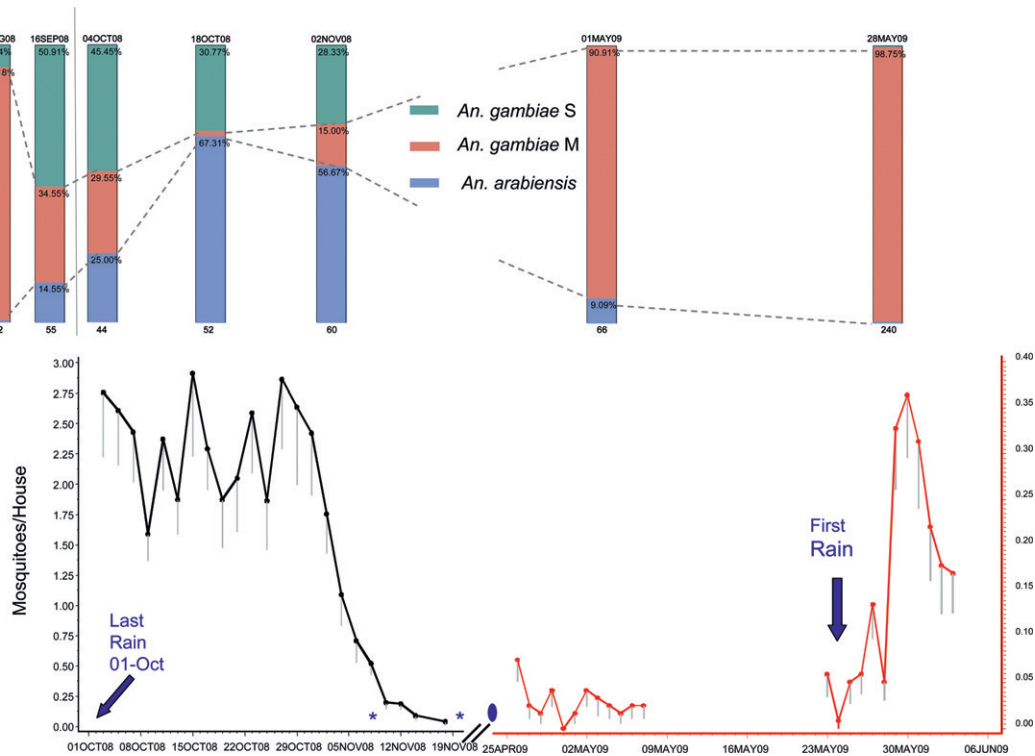 G08 16SEP08 04OCT08 18OCT08 02NOV08 01MAY09 28MAY09
4% 50.91% 45.45% 30.77% 28.33% 90.91% 98.75%
18%
An. gambiae S
15.00%
67.31%
An. gambiae M
56.67%
29.55%
34.55%
An. arabiensis
25.00%
14.55%
9.09%
2 55 44 52 60 66 240
3.00
2.75
2.50
2.25
2.00
1.75
1.50
1.25
1.00
0.75
0.50
0.25
0.00
Mosquitoes/House
Last
Rain
01-Oct
* *
First
Rain
0.40
0.35
0.30
0.25
0.20
0.15
0.10
0.05
0.00
01OCT08 08OCT08 15OCT08 22OCT08 29OCT08 05NOV08 12NOV08 19NOV08 25APR09 02MAY09 09MAY09 16MAY09 23MAY09 30MAY09 06JUN09